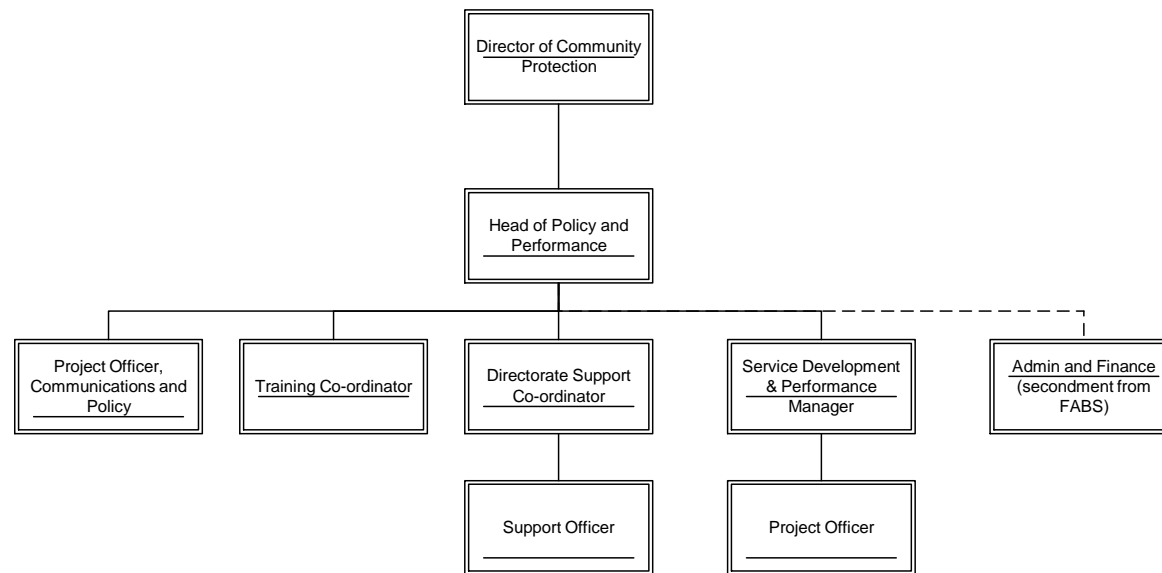 Director of Community
Protection
Head of Policy and
Performance
Project Officer,
Communications and
Policy
Training Co-ordinator
Directorate Support
Co-ordinator
Service Development
& Performance
Manager
Admin and Finance
(secondment from
FABS)
Support Officer
Project Officer